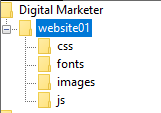 Digital Marketer
website01
css
fonts
images
js